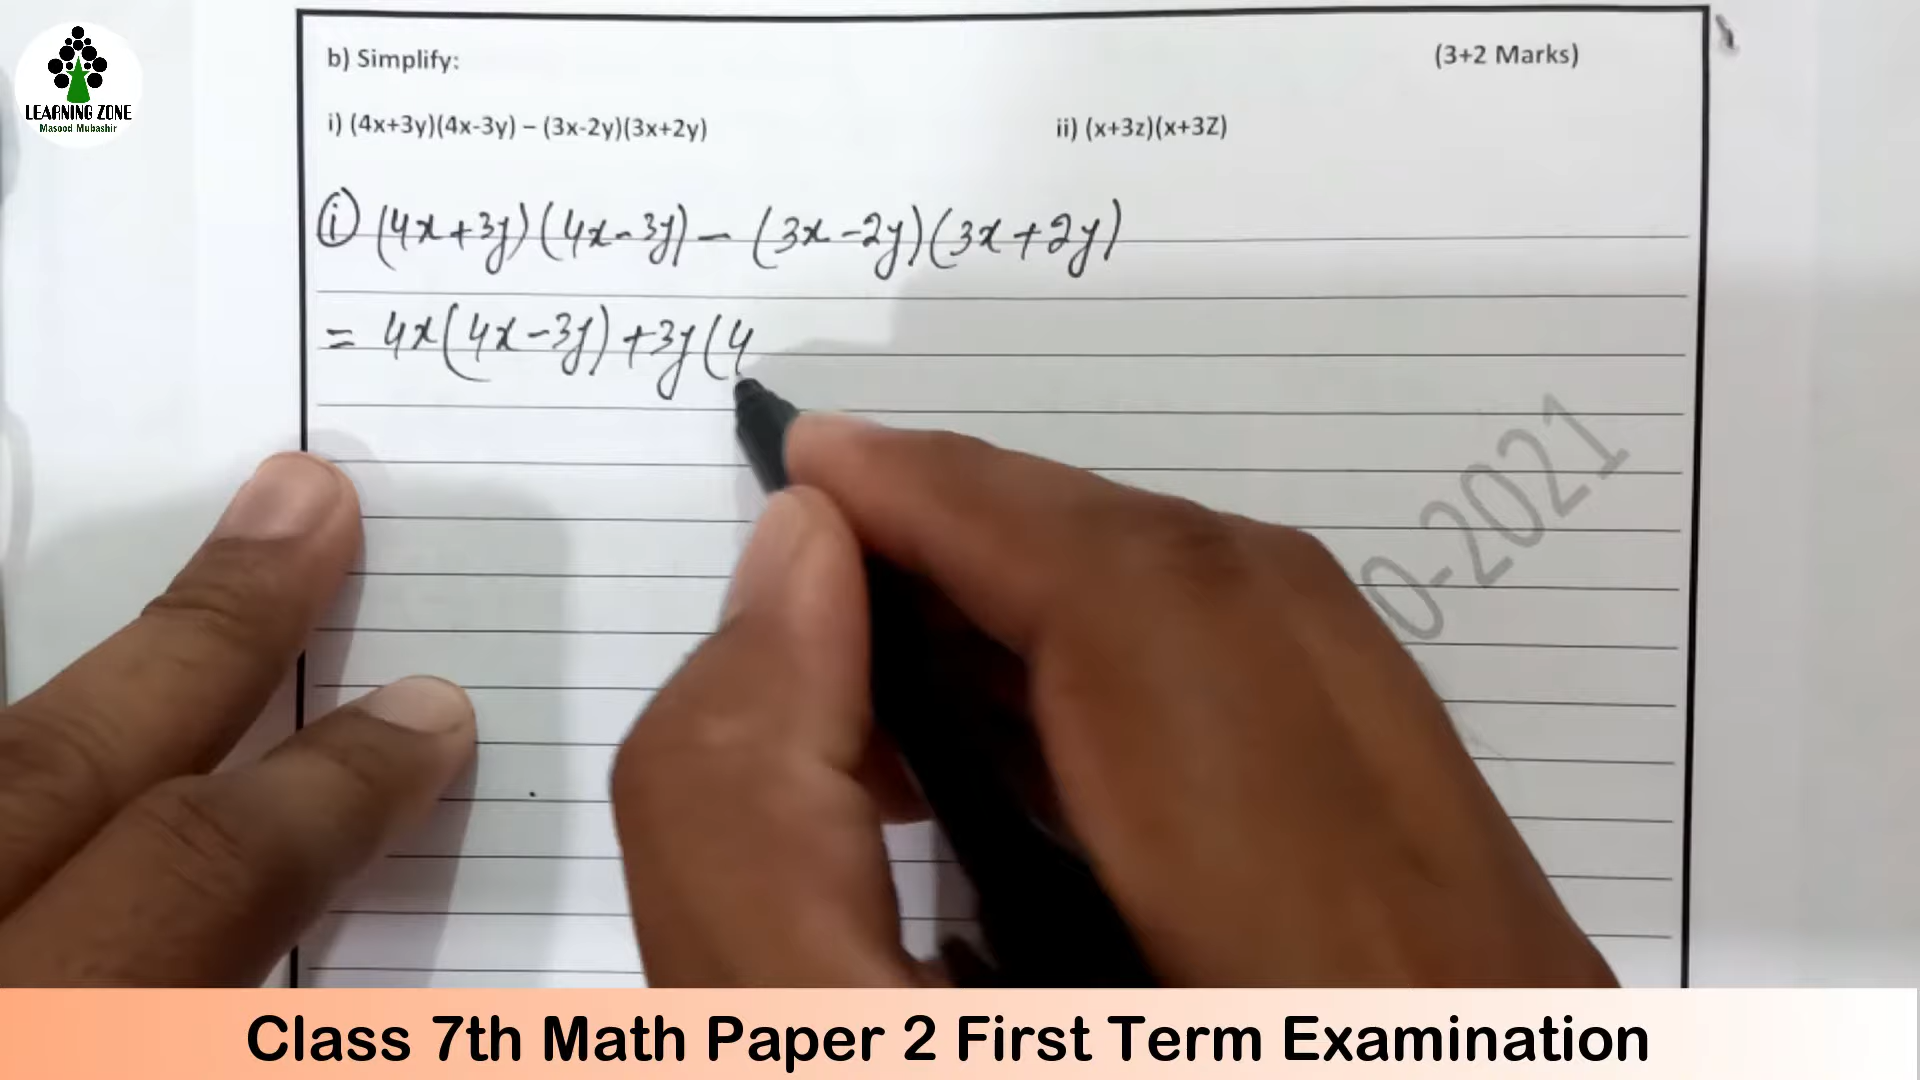 LEARNING ZONE
Masood Mubashir
b) Simplify: (3+2 Marks)
i) (4x+3y)(4x-3y) – (3x-2y)(3x+2y) ii) (x+3z)(x+3Z)
i (4x+3y)(4x-3y) - (3x-2y)(3x+2y)
= 4x(4x-3y)+3y(4
0-2021
Class 7th Math Paper 2 First Term Examination